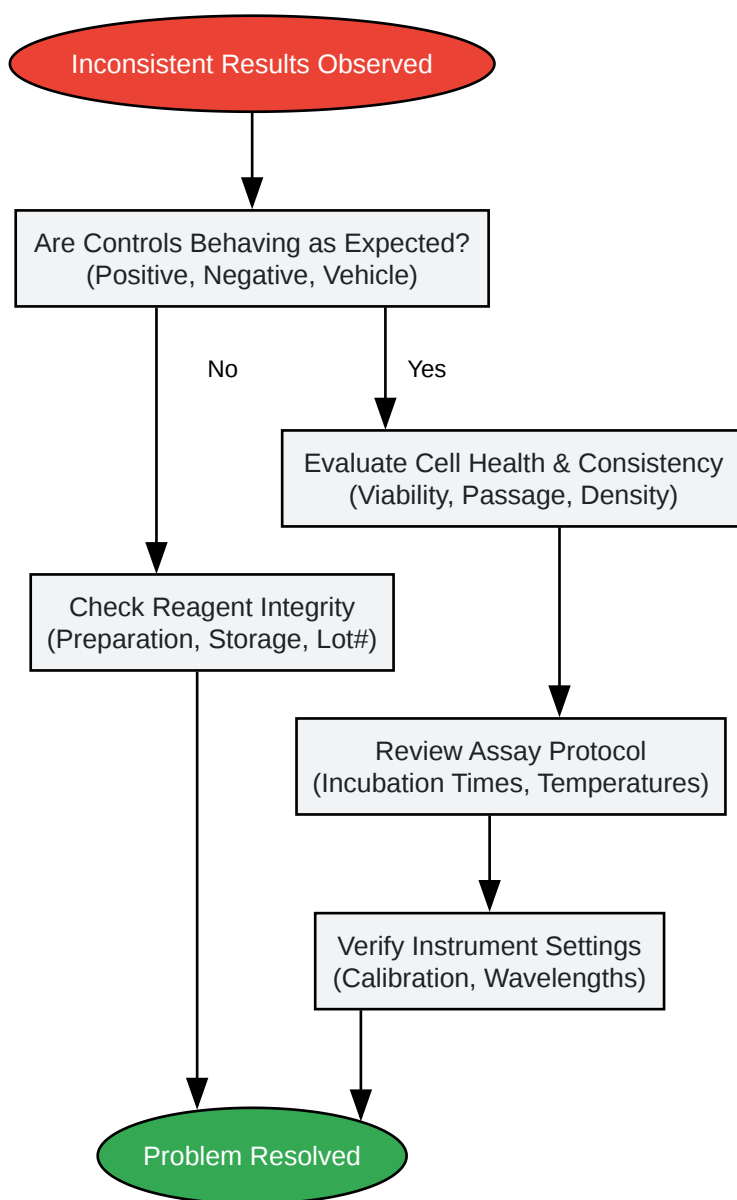 Inconsistent Results Observed
Are Controls Behaving as Expected?
(Positive, Negative, Vehicle)
No
Yes
Evaluate Cell Health & Consistency
(Viability, Passage, Density)
Check Reagent Integrity
(Preparation, Storage, Lot#)
Review Assay Protocol
(Incubation Times, Temperatures)
Verify Instrument Settings
(Calibration, Wavelengths)
Problem Resolved